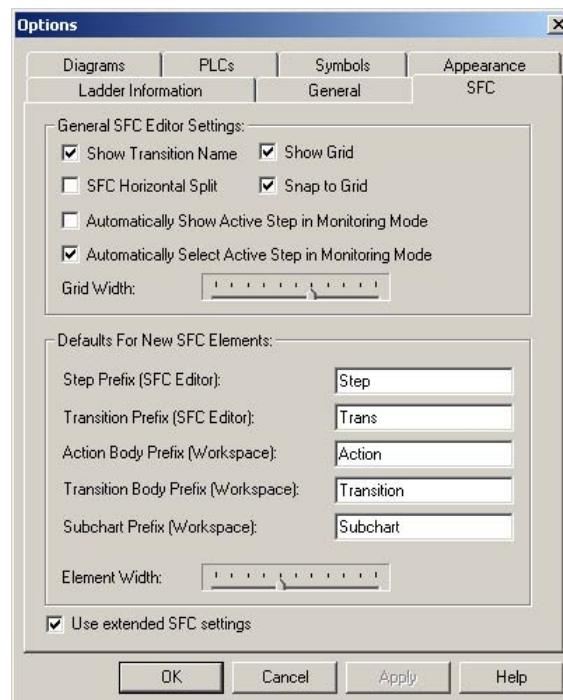 Options
Diagrams PLCs Symbols Appearance
Ladder Information General SFC
General SFC Editor Settings:
Show Transition Name Show Grid
SFC Horizontal Split Snap to Grid
Automatically Show Active Step in Monitoring Mode
Automatically Select Active Step in Monitoring Mode
Grid Width:
Defaults For New SFC Elements:
Step Prefix (SFC Editor): Step
Transition Prefix (SFC Editor): Trans
Action Body Prefix (Workspace): Action
Transition Body Prefix (Workspace): Transition
Subchart Prefix (Workspace): Subchart
Element Width:
Use extended SFC settings
OK Cancel Apply Help